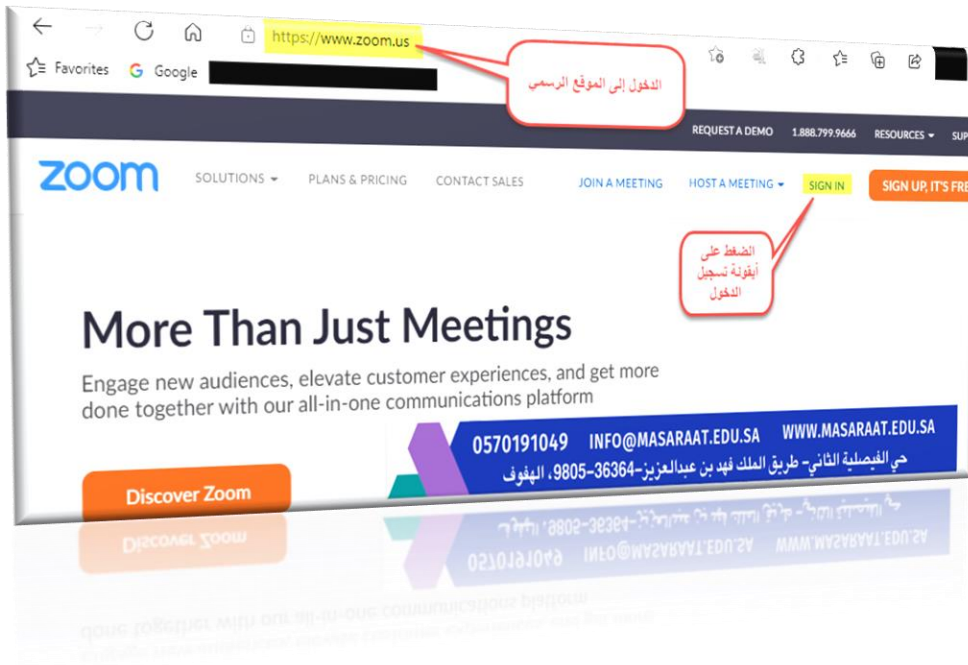 https://www.zoom.us
الدخول إلى الموقع الرسمي
Favorites Google
REQUEST A DEMO 1.888.799.9666 RESOURCES SUP
zoom SOLUTIONS PLANS & PRICING CONTACT SALES JOIN A MEETING HOST A MEETING SIGN IN SIGN UP, IT'S FRE
الضغط على
أيقونة تسجيل
الدخول
More Than Just Meetings
Engage new audiences, elevate customer experiences, and get more
done together with our all-in-one communications platform
Discover Zoom
0570191049 INFO@MASARAAT.EDU.SA WWW.MASARAAT.EDU.SA
حي الفيصلية الثاني- طريق الملك فهد بن عبدالعزيز-36364-9805، الهفوف